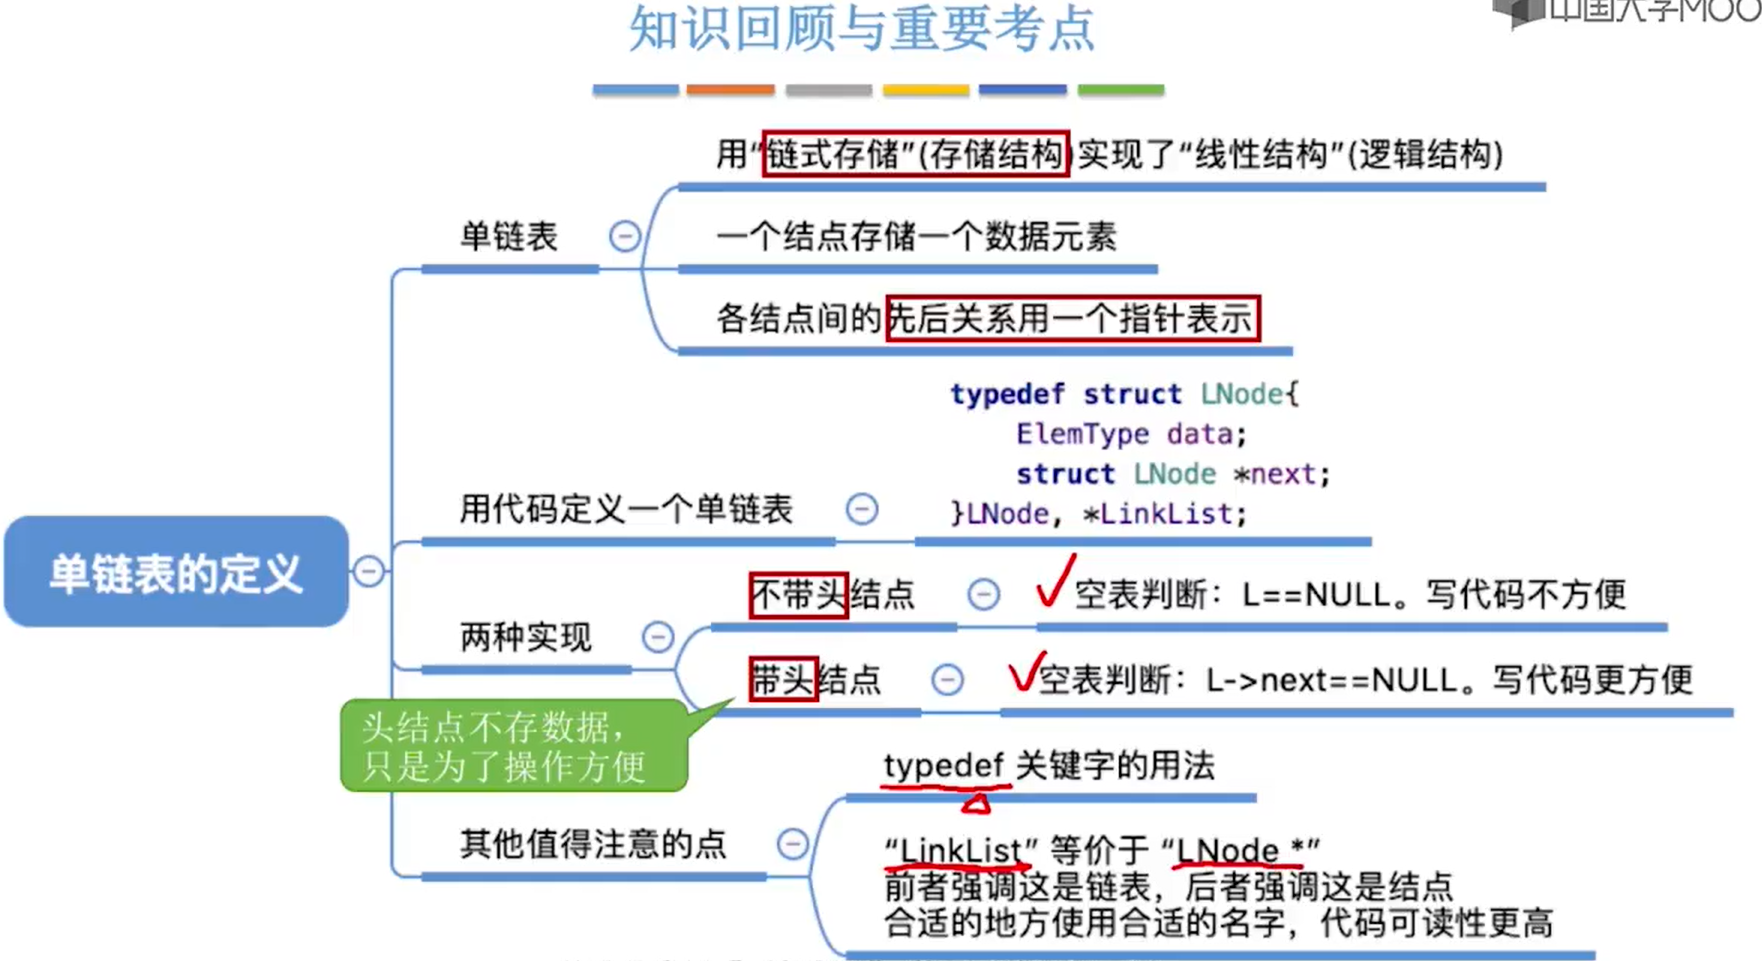 知识回顾与重要考点
中国大学MOO
用“链式存储”(存储结构)实现了“线性结构”(逻辑结构)
单链表
一个结点存储一个数据元素
各结点间的先后关系用一个指针表示
typedef struct LNode{
ElemType data;
struct LNode *next;
}LNode, *LinkList;
用代码定义一个单链表
单链表的定义
不带头结点
空表判断：L==NULL。写代码不方便
两种实现
带头结点
空表判断：L->next==NULL。写代码更方便
头结点不存数据，
只是为了操作方便
typedef 关键字的用法
其他值得注意的点
“LinkList” 等价于 “LNode *”
前者强调这是链表，后者强调这是结点
合适的地方使用合适的名字，代码可读性更高